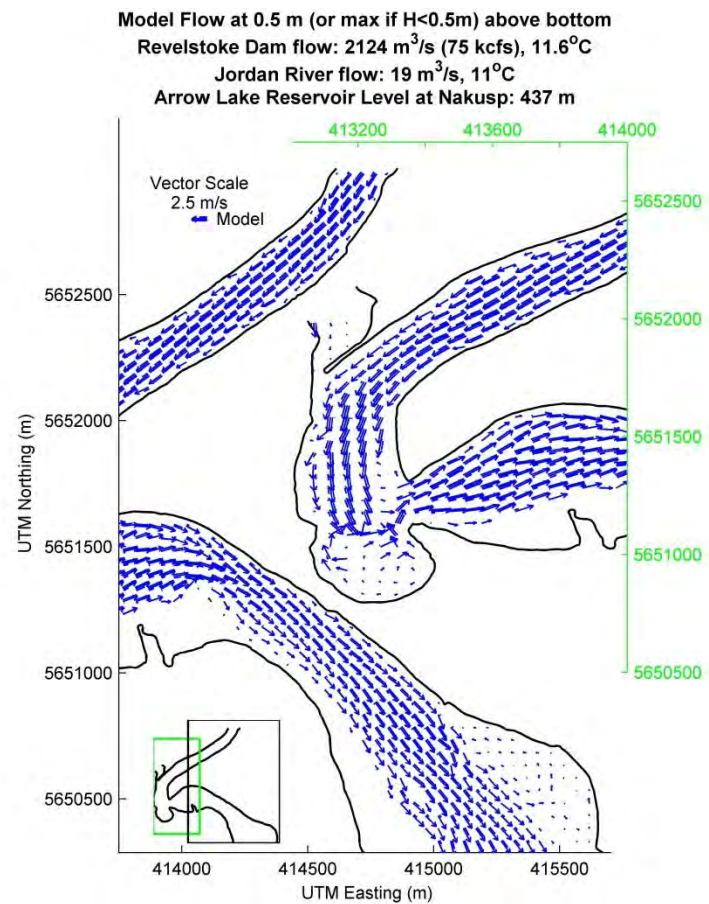 Model Flow at 0.5 m (or max if H<0.5m) above bottom
Revelstoke Dam flow: 2124 m³/s (75 kcfs), 11.6°C
Jordan River flow: 19 m³/s, 11°C
Arrow Lake Reservoir Level at Nakusp: 437 m
413200 413600 414000
Vector Scale
2.5 m/s
Model
5652500
5652000
5651500
5651000
5650500
5652500
5652000
5651500
5651000
5650500
UTM Northing (m)
414000 414500 415000 415500
UTM Easting (m)